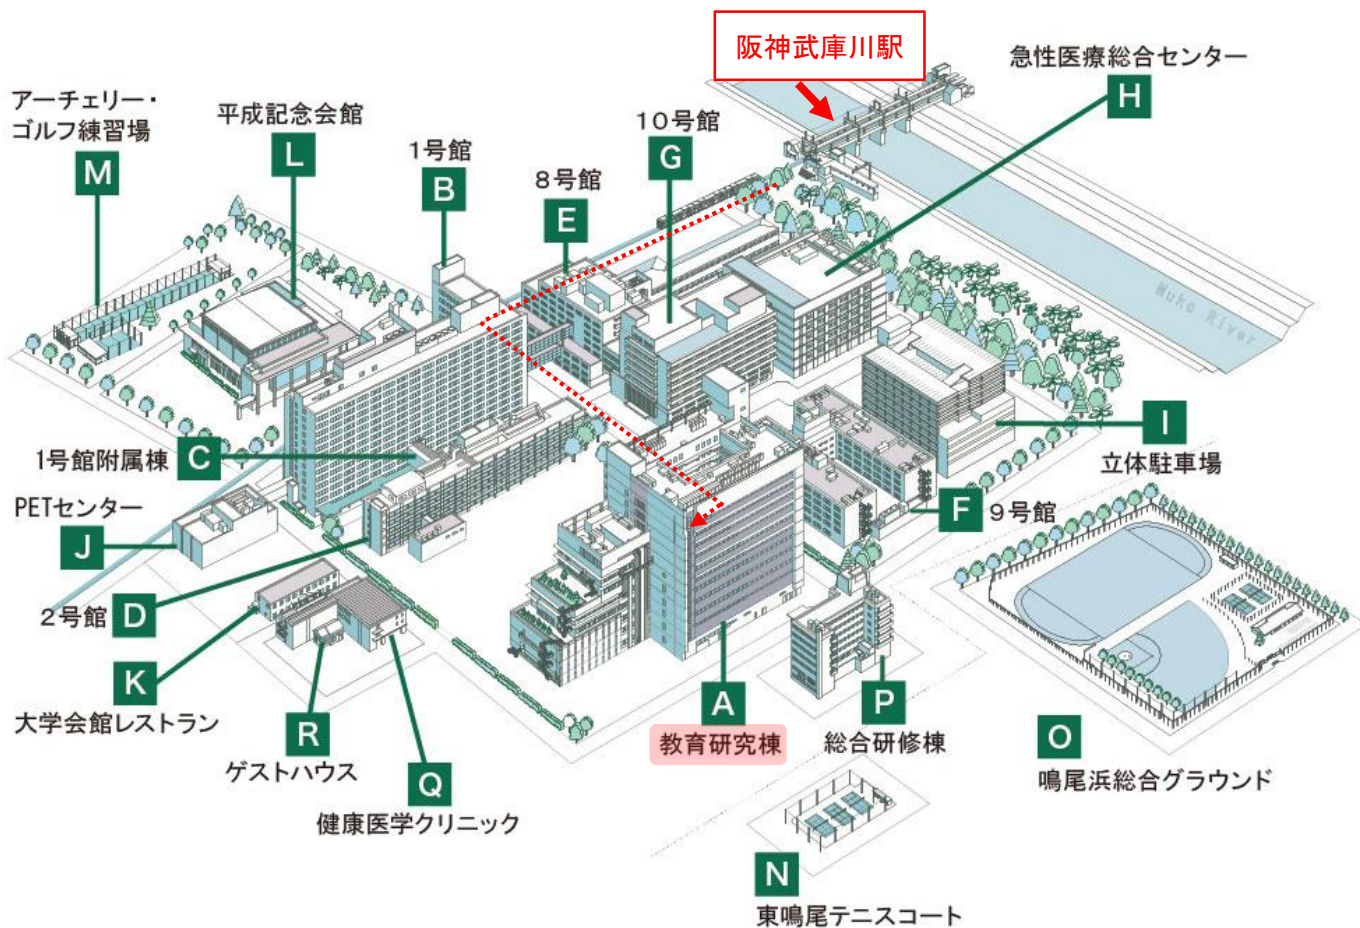 阪神武庫川駅
急性医療総合センター
H
アーチェリー・
ゴルフ練習場
M
平成記念会館
L
1号館
B
8号館
E
10号館
G
Muko River
1号館附属棟
C
I
立体駐車場
PETセンター
J
F
9号館
2号館
D
K
大学会館レストラン
R
ゲストハウス
Q
健康医学クリニック
A
教育研究棟
P
総合研修棟
O
鳴尾浜総合グラウンド
N
東鳴尾テニスコート